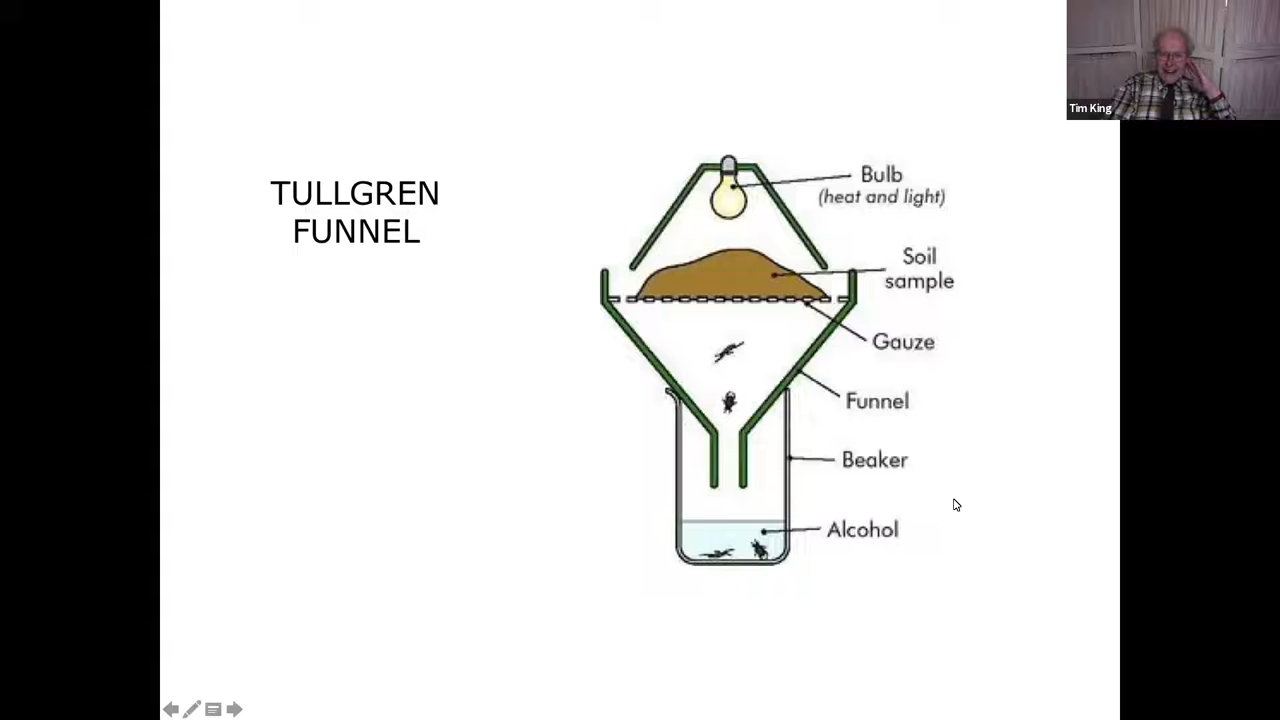 Tim King
TULLGREN
FUNNEL
Bulb
(heat and light)
Soil
sample
Gauze
Funnel
Beaker
Alcohol